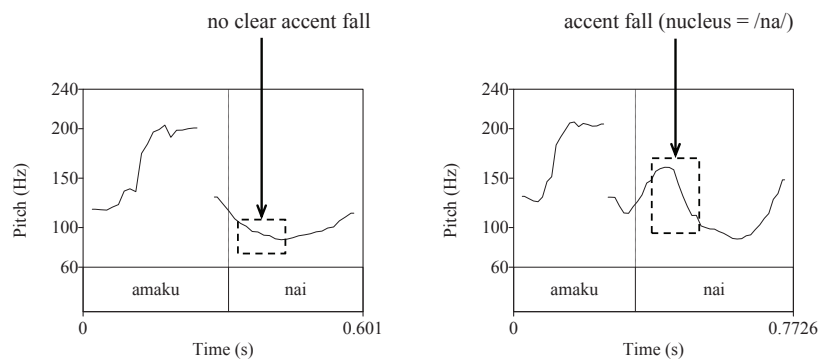 no clear accent fall
240
200
150
100
60
Pitch (Hz)
amaku nai
0 0.601
Time (s)
accent fall (nucleus = /na/)
240
200
150
100
60
Pitch (Hz)
amaku nai
0 0.7726
Time (s)